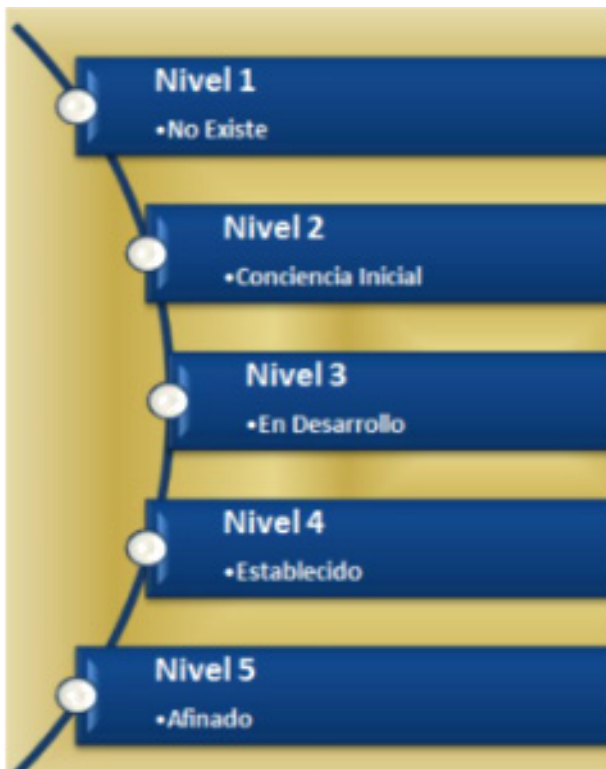 Nivel 1
•No Existe
Nivel 2
•Conciencia Inicial
Nivel 3
•En Desarrollo
Nivel 4
•Establecido
Nivel 5
•Afinado